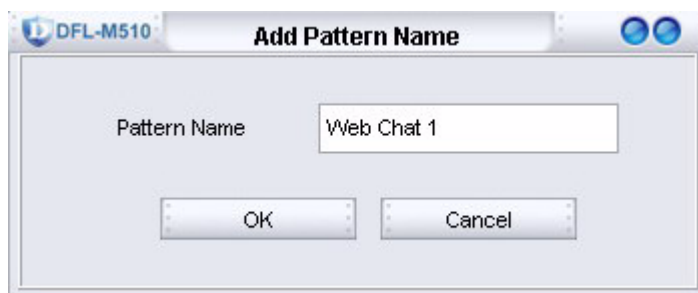 DFL-M510 Add Pattern Name
Pattern Name Web Chat 1
OK Cancel